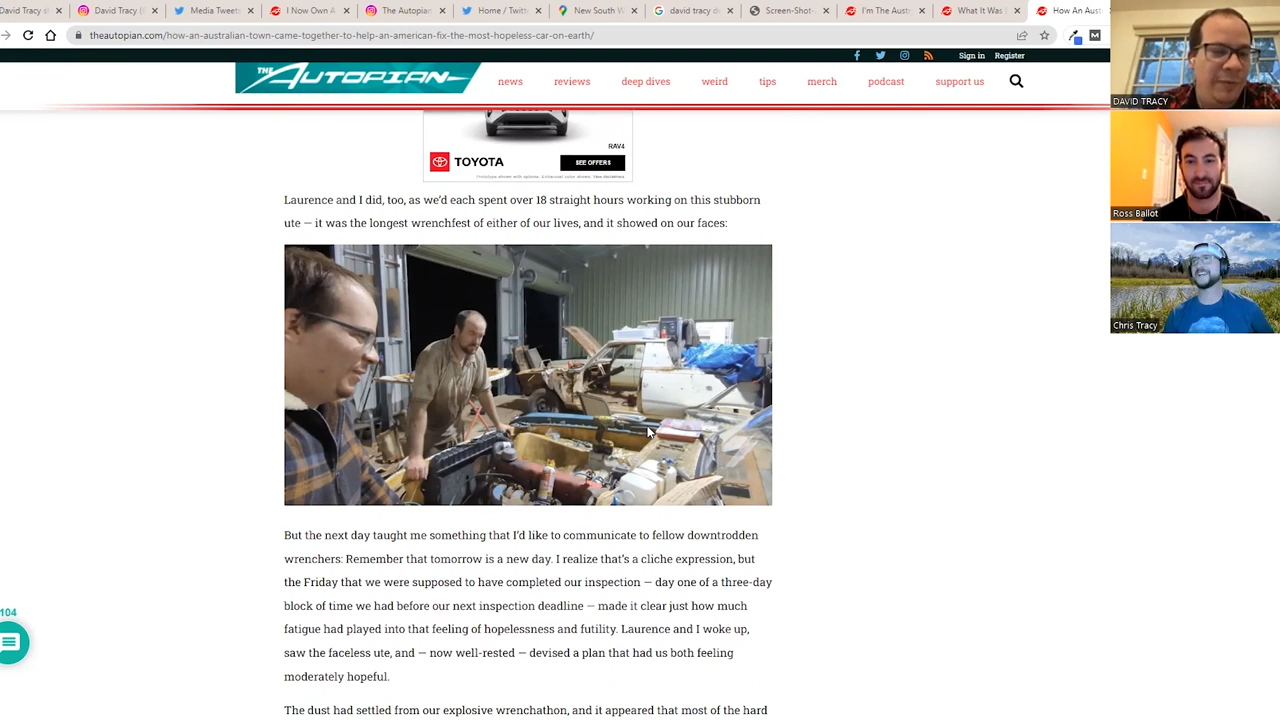 David Tracy sl
David Tracy (
Media Tweets
I Now Own A
The Autopian
Home / Twitt
New South W
david tracy d
Screen-Shot-
I'm The Aust
What It Was
How An Aust
theautopian.com/how-an-australian-town-came-together-to-help-an-american-fix-the-most-hopeless-car-on-earth/
Sign in Register
THE AUTOPIAN
news reviews deep dives weird tips merch podcast support us
RAV4
TOYOTA SEE OFFERS
Laurence and I did, too, as we'd each spent over 18 straight hours working on this stubborn
ute – it was the longest wrenchfest of either of our lives, and it showed on our faces:
But the next day taught me something that I'd like to communicate to fellow downtrodden
wrenchers: Remember that tomorrow is a new day. I realize that's a cliche expression, but
the Friday that we were supposed to have completed our inspection – day one of a three-day
block of time we had before our next inspection deadline – made it clear just how much
fatigue had played into that feeling of hopelessness and futility. Laurence and I woke up,
saw the faceless ute, and – now well-rested – devised a plan that had us both feeling
moderately hopeful.
The dust had settled from our explosive wrenchathon, and it appeared that most of the hard
104
DAVID TRACY
Ross Ballot
Chris Tracy